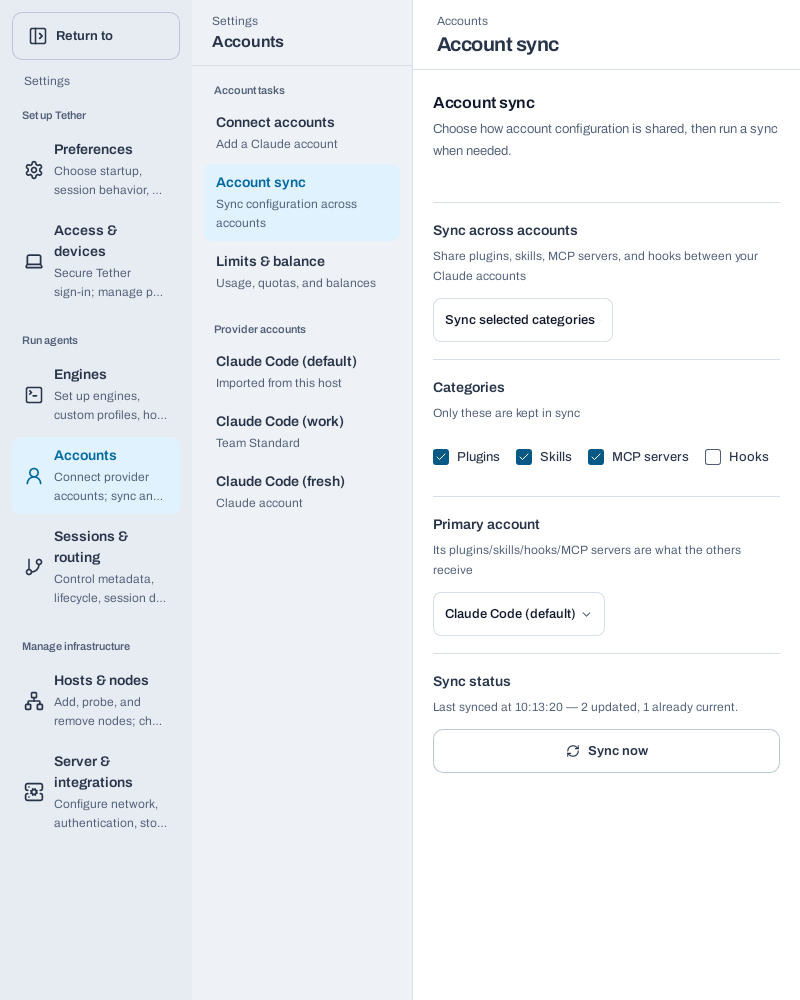 Return to
Settings
Set up Tether
Preferences
Choose startup,
session behavior, ...
Access &
devices
Secure Tether
sign-in; manage p...
Run agents
Engines
Set up engines,
custom profiles, ho...
Accounts
Connect provider
accounts; sync an...
Sessions &
routing
Control metadata,
lifecycle, session d...
Manage infrastructure
Hosts & nodes
Add, probe, and
remove nodes; ch...
Server &
integrations
Configure network,
authentication, sto...
Settings
Accounts
Account tasks
Connect accounts
Add a Claude account
Account sync
Sync configuration across
accounts
Limits & balance
Usage, quotas, and balances
Provider accounts
Claude Code (default)
Imported from this host
Claude Code (work)
Team Standard
Claude Code (fresh)
Claude account
Accounts
Account sync
Account sync
Choose how account configuration is shared, then run a sync
when needed.
Sync across accounts
Share plugins, skills, MCP servers, and hooks between your
Claude accounts
Sync selected categories
Categories
Only these are kept in sync
Plugins Skills MCP servers Hooks
Primary account
Its plugins/skills/hooks/MCP servers are what the others
receive
Claude Code (default)
Sync status
Last synced at 10:13:20 — 2 updated, 1 already current.
Sync now